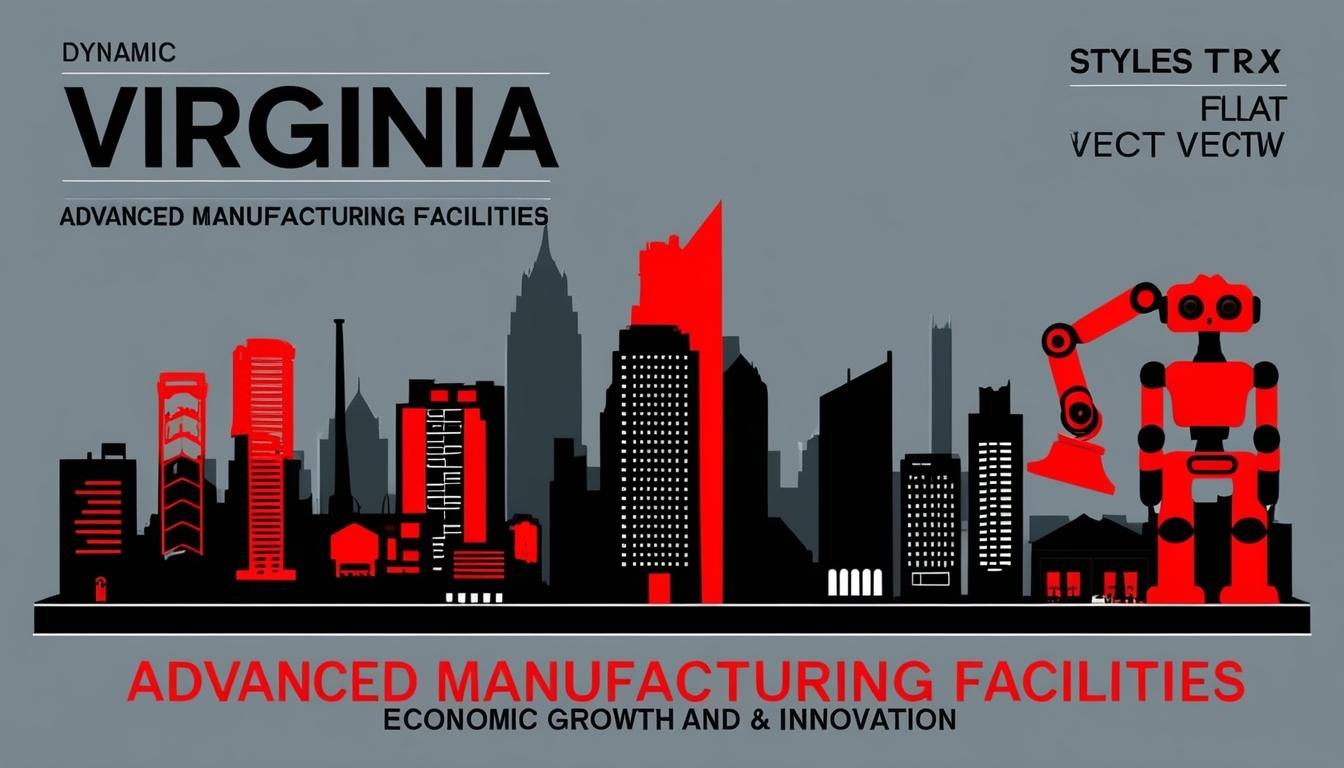 DYNAMIC
VIRGINIA
ADVANCED MANUFACTURING FACILITIES
STYLES TRX
FLLAT
VECT VECTW
ADVANCED MANUFACTURING FACILITIES
ECONOMIC GROWTH AND & INNOVATION